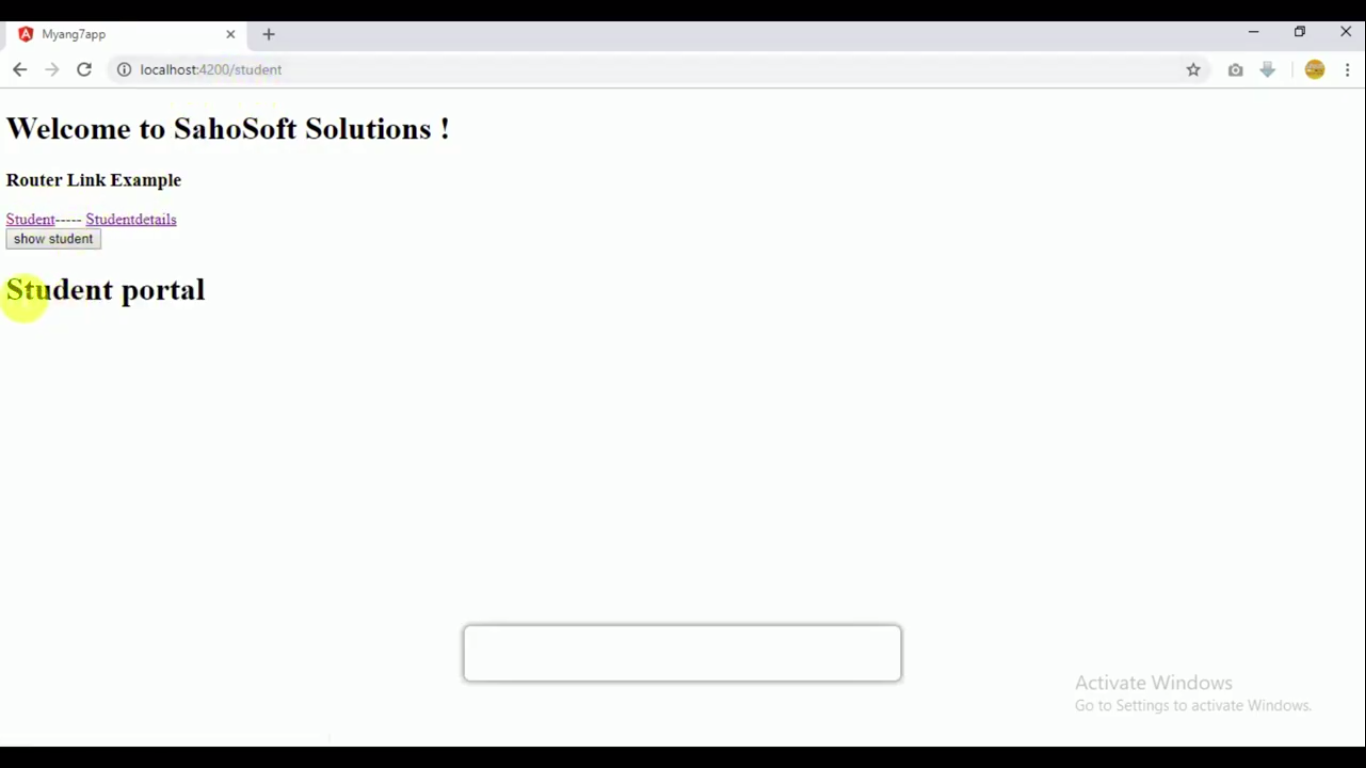 Myang7app
localhost:4200/student
Welcome to SahoSoft Solutions !
Router Link Example
Student----- Studentdetails
show student
Student portal
Activate Windows
Go to Settings to activate Windows.